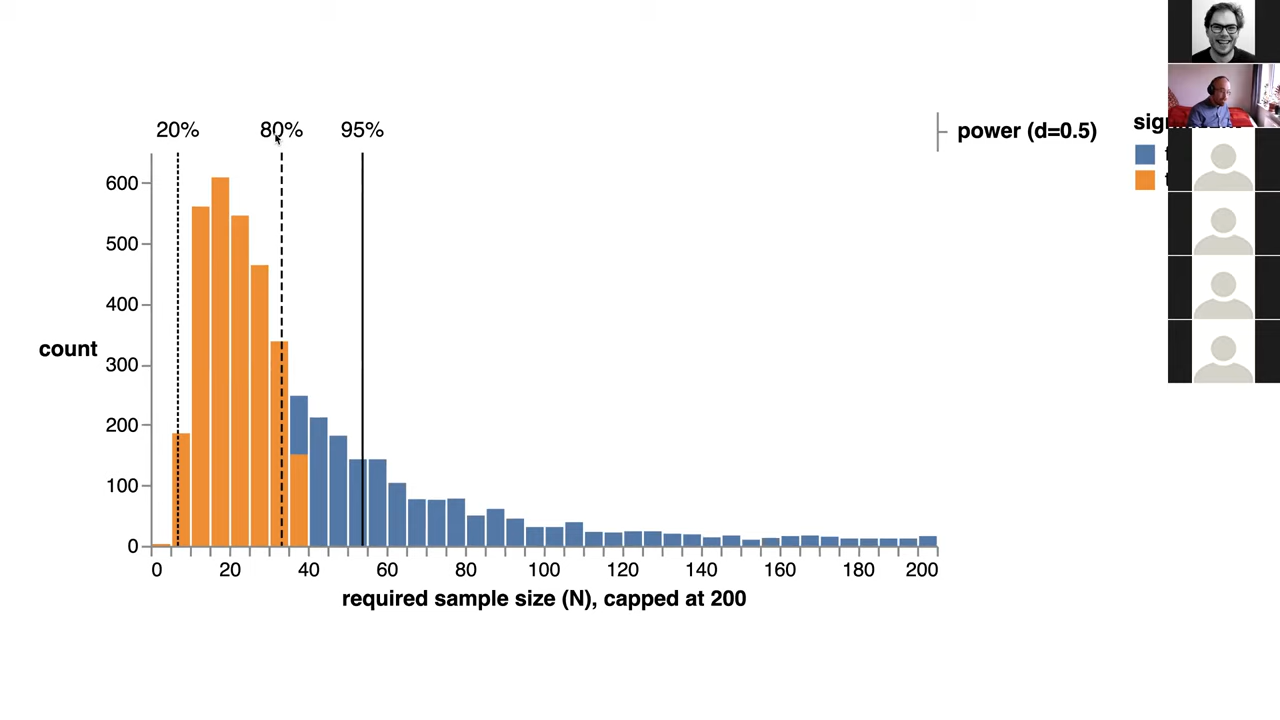 20% 80% 95%
power (d=0.5)
600
500
400
300
200
100
0
count
0 20 40 60 80 100 120 140 160 180 200
required sample size (N), capped at 200